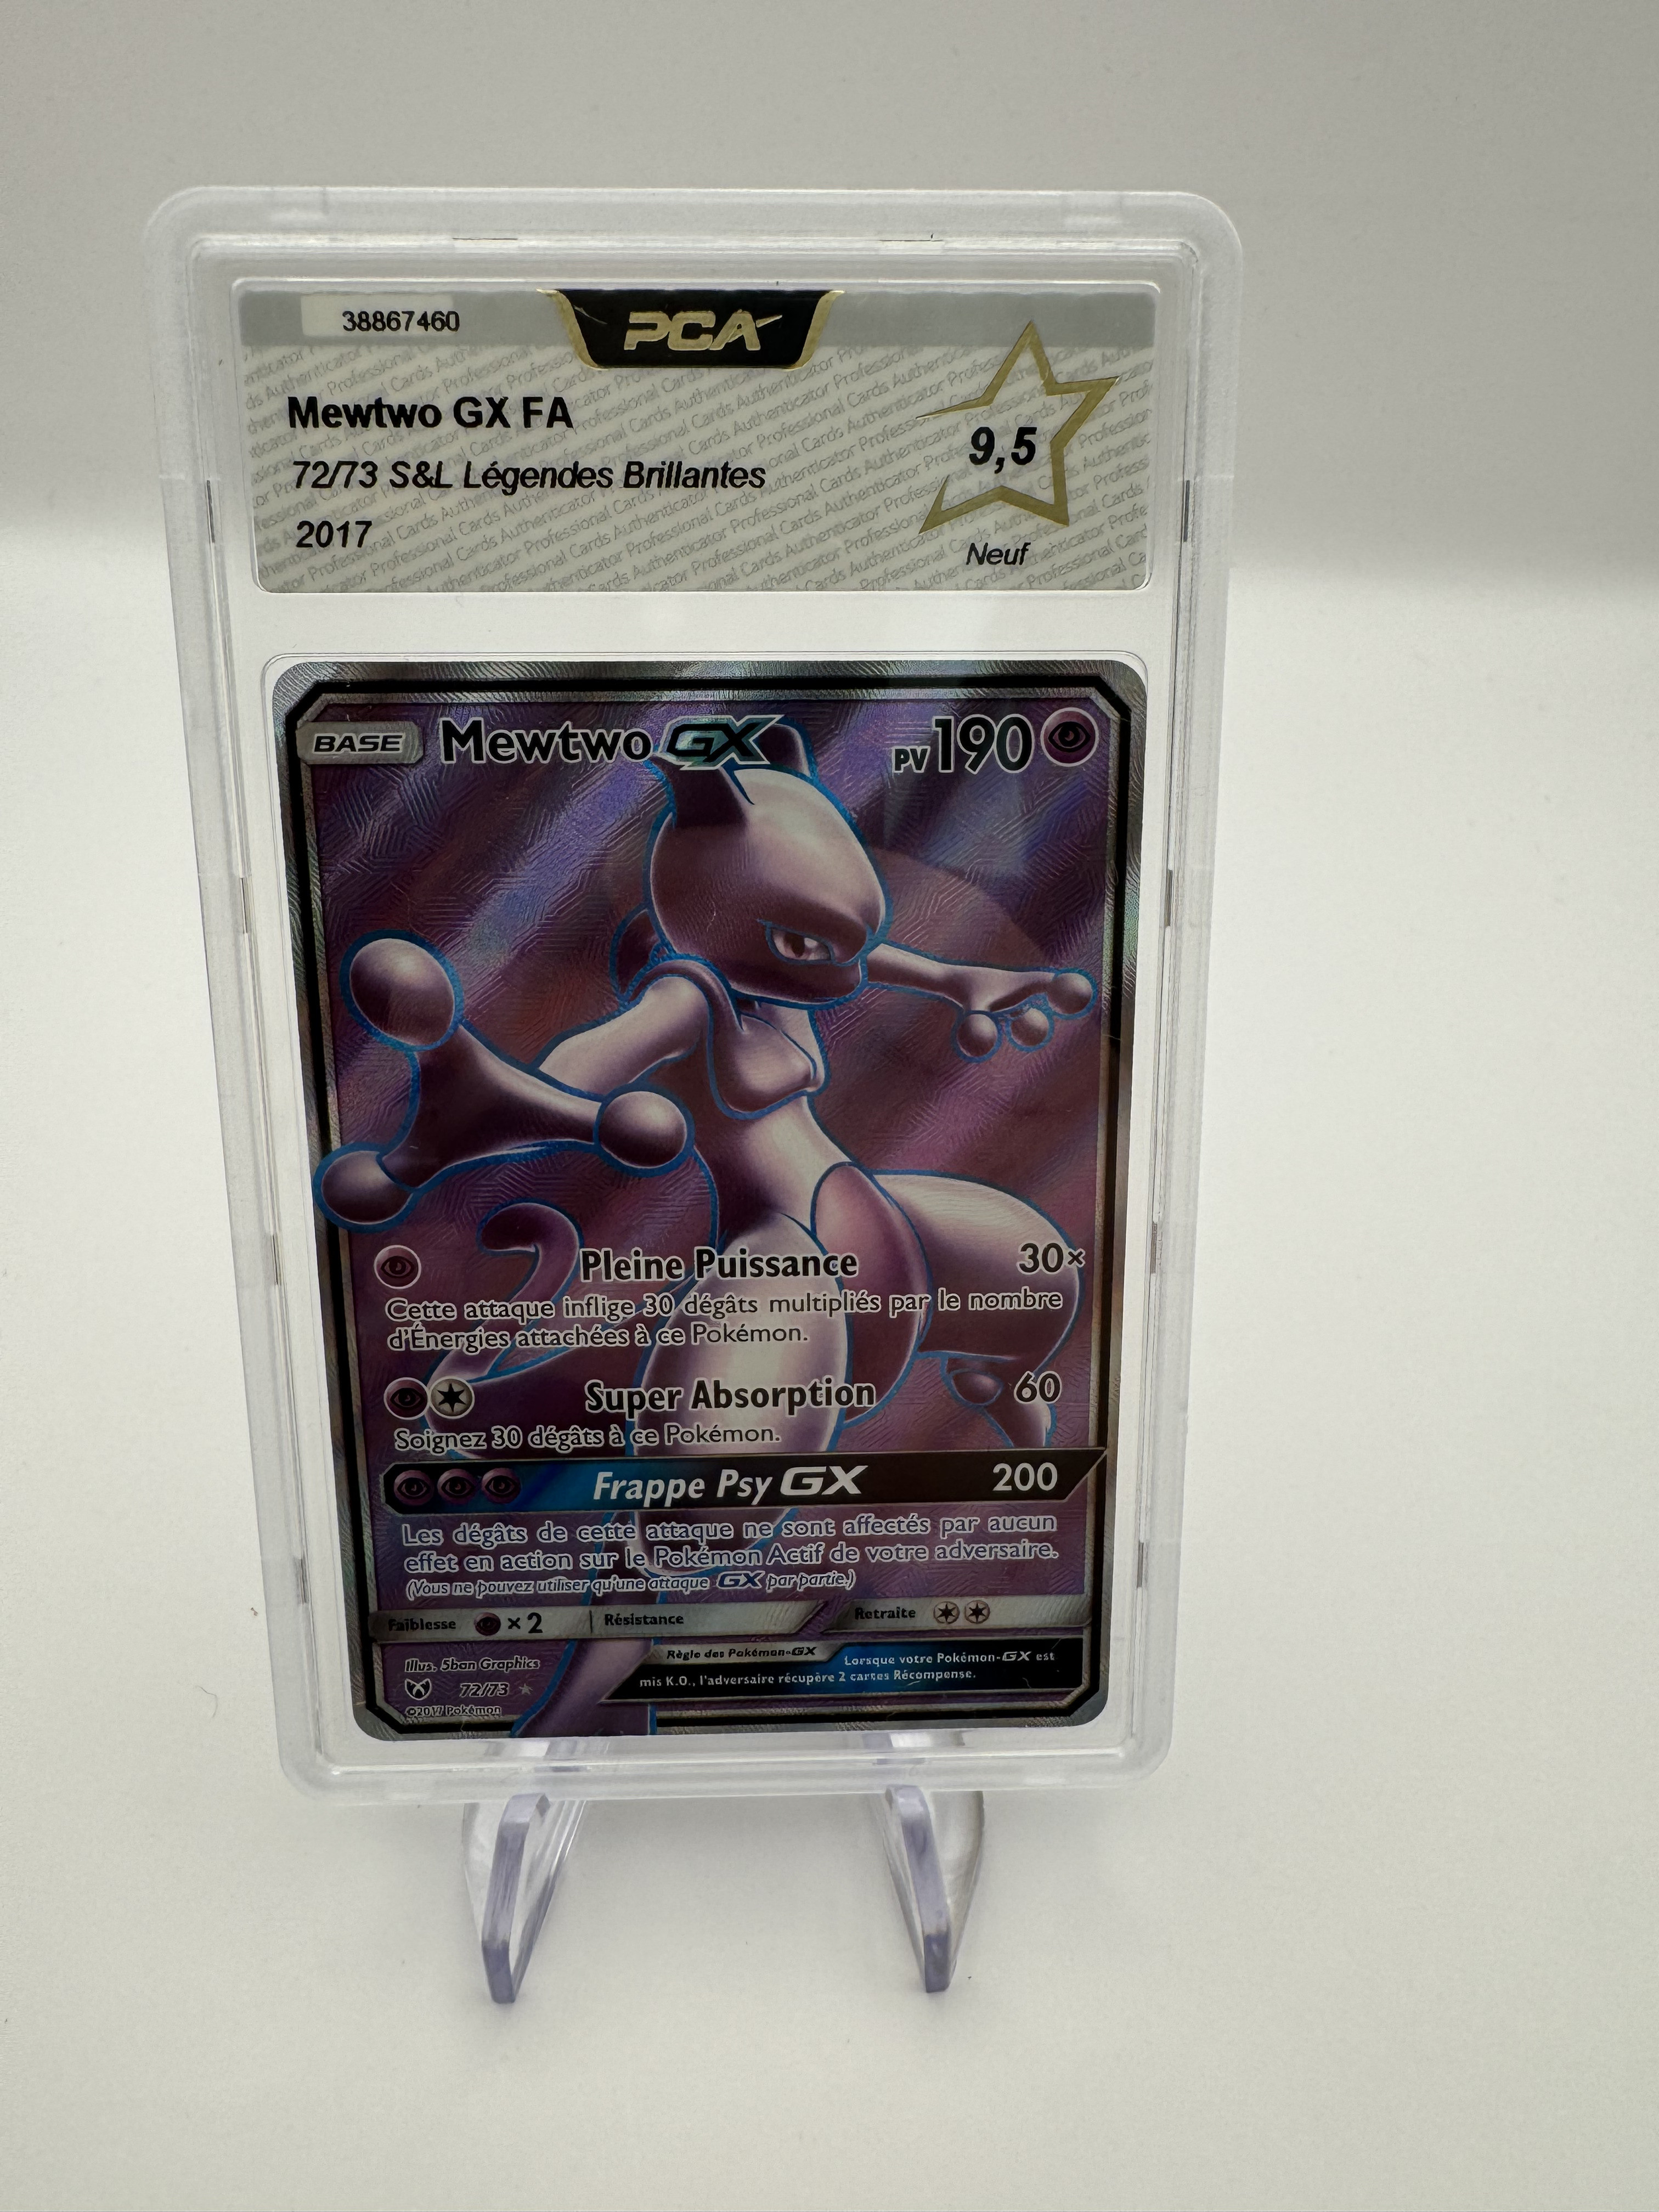 38867460
PCA
Mewtwo GX FA
72/73 S&L Légendes Brillantes
2017
9,5
Neuf
BASE Mewtwo GX PV 190
Pleine Puissance 30×
Cette attaque inflige 30 dégâts multipliés par le nombre
d'Énergies attachées à ce Pokémon.
Super Absorption 60
Soignez 30 dégâts à ce Pokémon.
Frappe Psy GX 200
Les dégâts de cette attaque ne sont affectés par aucun
effet en action sur le Pokémon Actif de votre adversaire.
(Vous ne pouvez utiliser qu'une attaque GX par partie.)
Faiblesse ×2 Résistance Retraite
Règle des Pokémon-GX Lorsque votre Pokémon-GX est
mis K.O., l'adversaire récupère 2 cartes Récompense.
Illus. 5ban Graphics
72/73
©2017 Pokémon